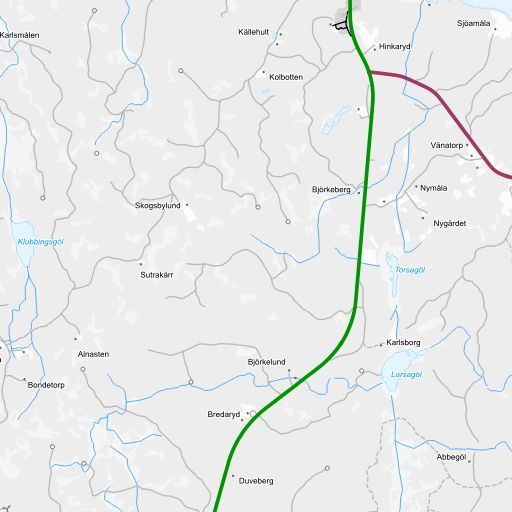 Sjöamåla
Källehult
Karlsmålen
Hinkaryd
Kolbotten
Vänatorp
Björkeberg
Nymåla
Skogsbylund
Nygärdet
Klubbingsgöl
Torsagöl
Sutrakärr
Karlsborg
Alnasten
Björkelund
Larsagöl
Bondetorp
Bredaryd
Abbegöl
Duveberg